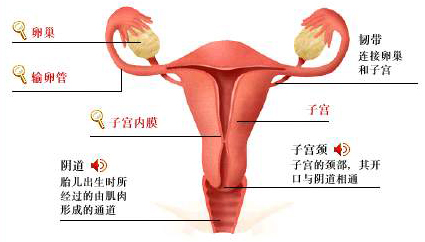 卵巢
输卵管
子宫内膜
阴道
胎儿出生时所
经过的由肌肉
形成的通道
韧带
连接卵巢
和子宫
子宫
子宫颈
子宫的颈部，其开
口与阴道相通